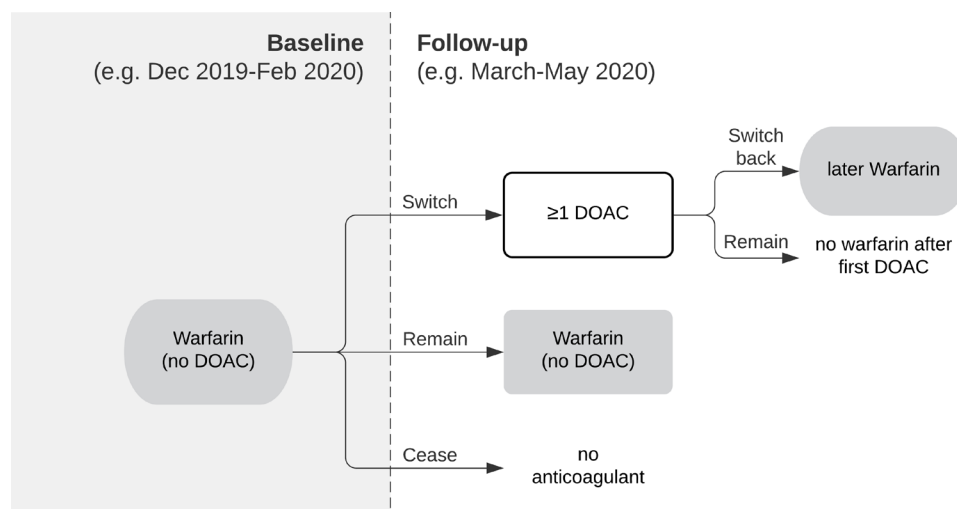 Baseline
(e.g. Dec 2019-Feb 2020)
Follow-up
(e.g. March-May 2020)
Switch
back
later Warfarin
Switch
≥1 DOAC
Remain
no warfarin after
first DOAC
Warfarin
(no DOAC)
Remain
Warfarin
(no DOAC)
Cease
no
anticoagulant